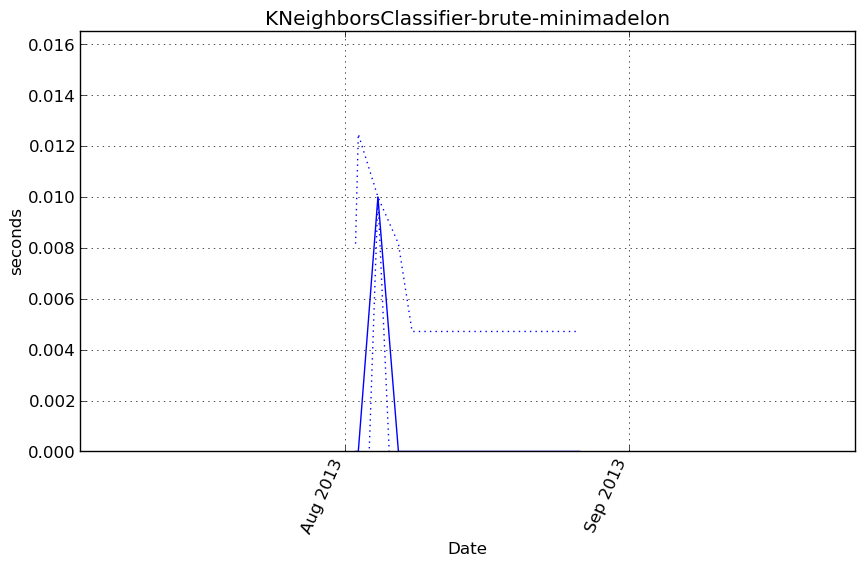 KNeighborsClassifier-brute-minimadelon
0.016
0.014
0.012
0.010
0.008
0.006
0.004
0.002
0.000
seconds
Aug 2013
Sep 2013
Date